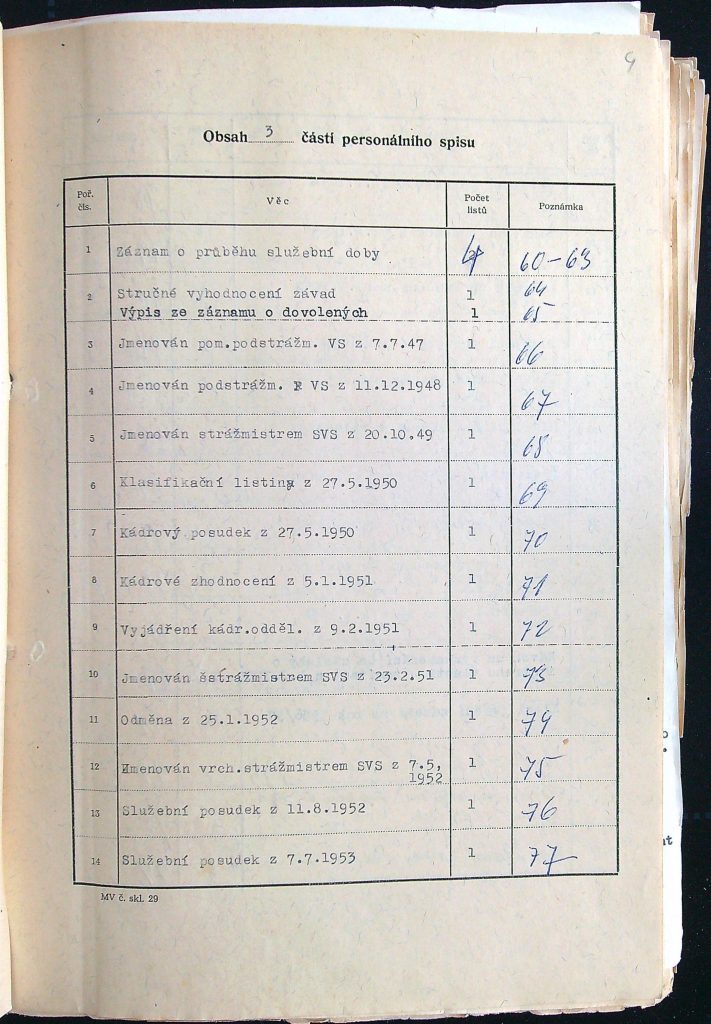 9
Obsah 3 části personálního spisu
Poř. čís. Věc Počet listů Poznámka
1 Záznam o průběhu služební doby 4 60-63
2 Stručné vyhodnocení závad 1 64
Výpis ze záznamu o dovolených 1 65
3 Jmenován pom.podstrážm. VS z 7.7.47 1 66
4 Jmenován podstrážm. VS z 11.12.1948 1 67
5 Jmenován strážmistrem SVS z 20.10.49 1 68
6 Klasifikační listina z 27.5.1950 1 69
7 Kádrový posudek z 27.5.1950 1 70
8 Kádrové zhodnocení z 5.1.1951 1 71
9 Vyjádření kádr.odděl. z 9.2.1951 1 72
10 Jmenován ěstrážmistrem SVS z 23.2.51 1 73
11 Odměna z 25.1.1952 1 74
12 Jmenován vrch.strážmistrem SVS z 7.5, 1 75
1952
13 Služební posudek z 11.8.1952 1 76
14 Služební posudek z 7.7.1953 1 77
MV č. skl. 29